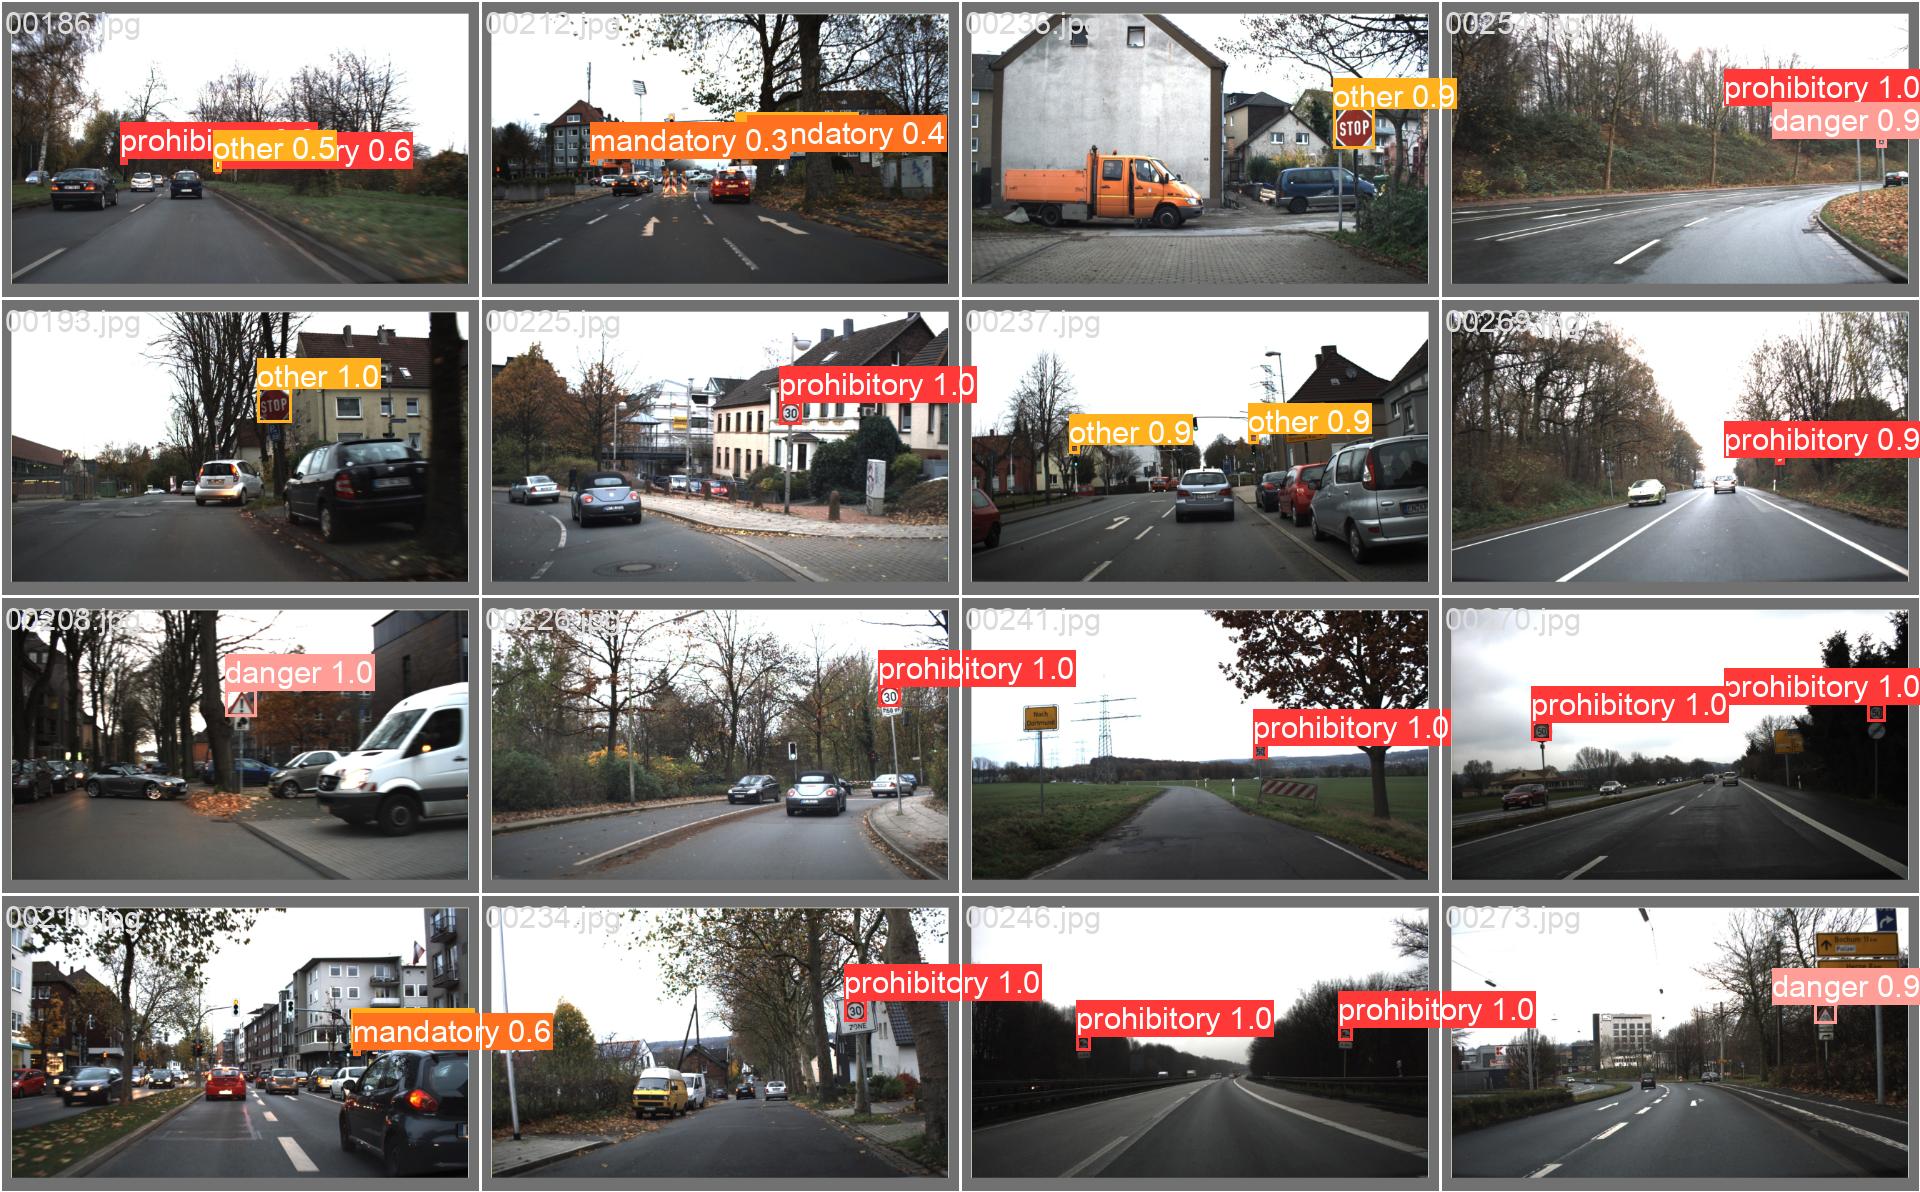 00186.jpg
prohibi
other 0.5
ry 0.6
00212.jpg
mandatory 0.3
ndatory 0.4
00236.jpg
other 0.9
STOP
00254.jpg
prohibitory 1.0
danger 0.9
00193.jpg
other 1.0
STOP
00225.jpg
prohibitory 1.0
30
00237.jpg
other 0.9
other 0.9
00269.jpg
prohibitory 0.9
00208.jpg
danger 1.0
00226.jpg
prohibitory 1.0
30
00241.jpg
Nach
Dortmund
prohibitory 1.0
00270.jpg
prohibitory 1.0
prohibitory 1.0
50
50
mandatory 0.6
00234.jpg
prohibitory 1.0
30
ZONE
00246.jpg
prohibitory 1.0
prohibitory 1.0
00273.jpg
Bochum
danger 0.9